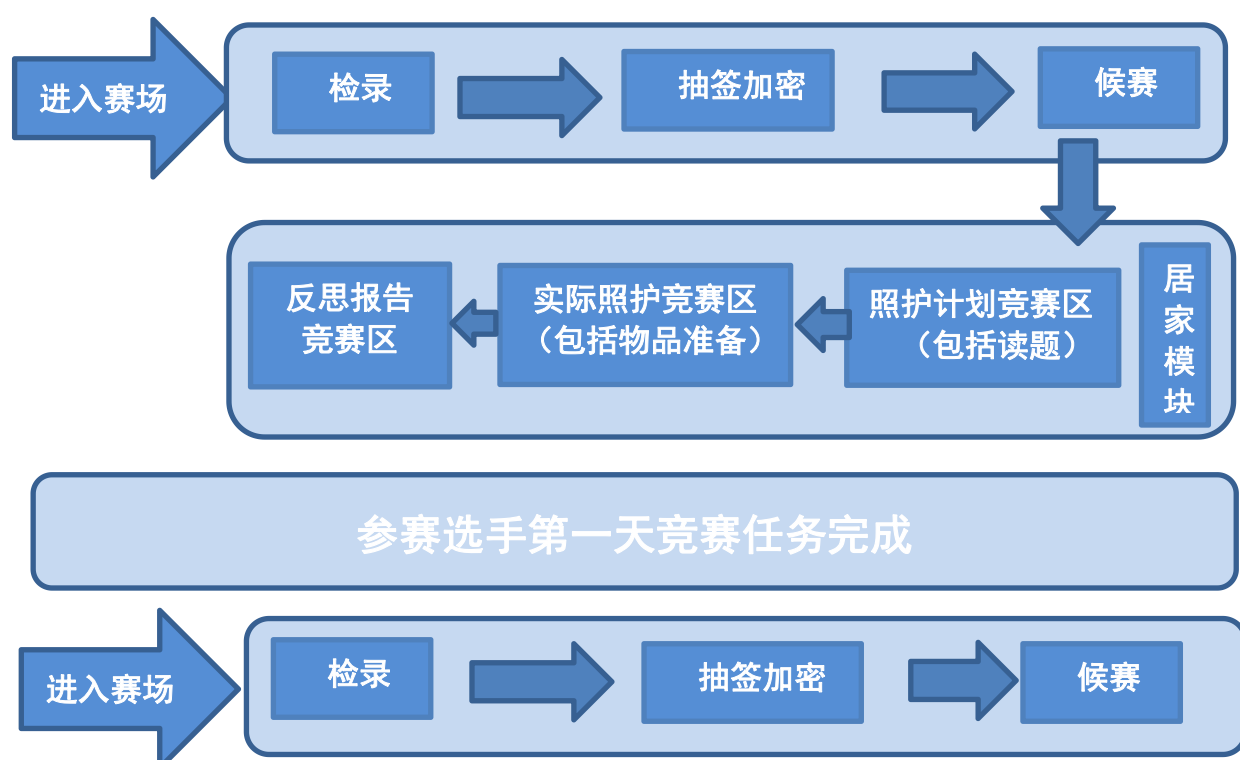 进入赛场
检录
抽签加密
候赛
反思报告
竞赛区
实际照护竞赛区
（包括物品准备）
照护计划竞赛区
（包括读题）
居
家
模
块
参赛选手第一天竞赛任务完成
进入赛场
检录
抽签加密
候赛